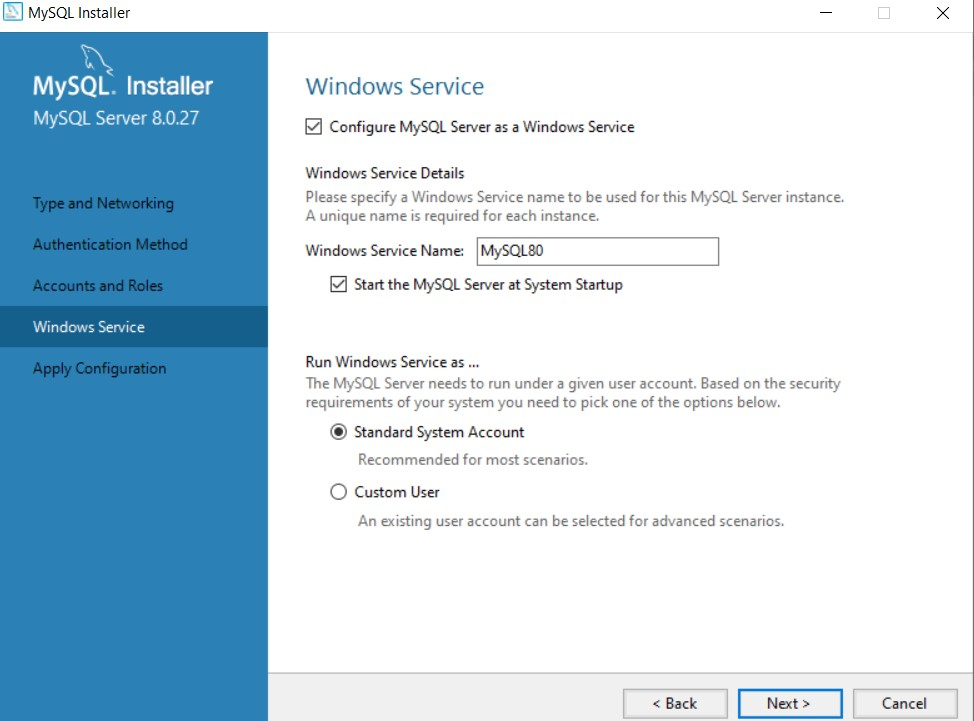 MySQL Installer
MySQL. Installer
MySQL Server 8.0.27
Type and Networking
Authentication Method
Accounts and Roles
Windows Service
Apply Configuration
Windows Service
Configure MySQL Server as a Windows Service
Windows Service Details
Please specify a Windows Service name to be used for this MySQL Server instance.
A unique name is required for each instance.
Windows Service Name: MySQL80
Start the MySQL Server at System Startup
Run Windows Service as ...
The MySQL Server needs to run under a given user account. Based on the security
requirements of your system you need to pick one of the options below.
Standard System Account
Recommended for most scenarios.
Custom User
An existing user account can be selected for advanced scenarios.
< Back
Next >
Cancel